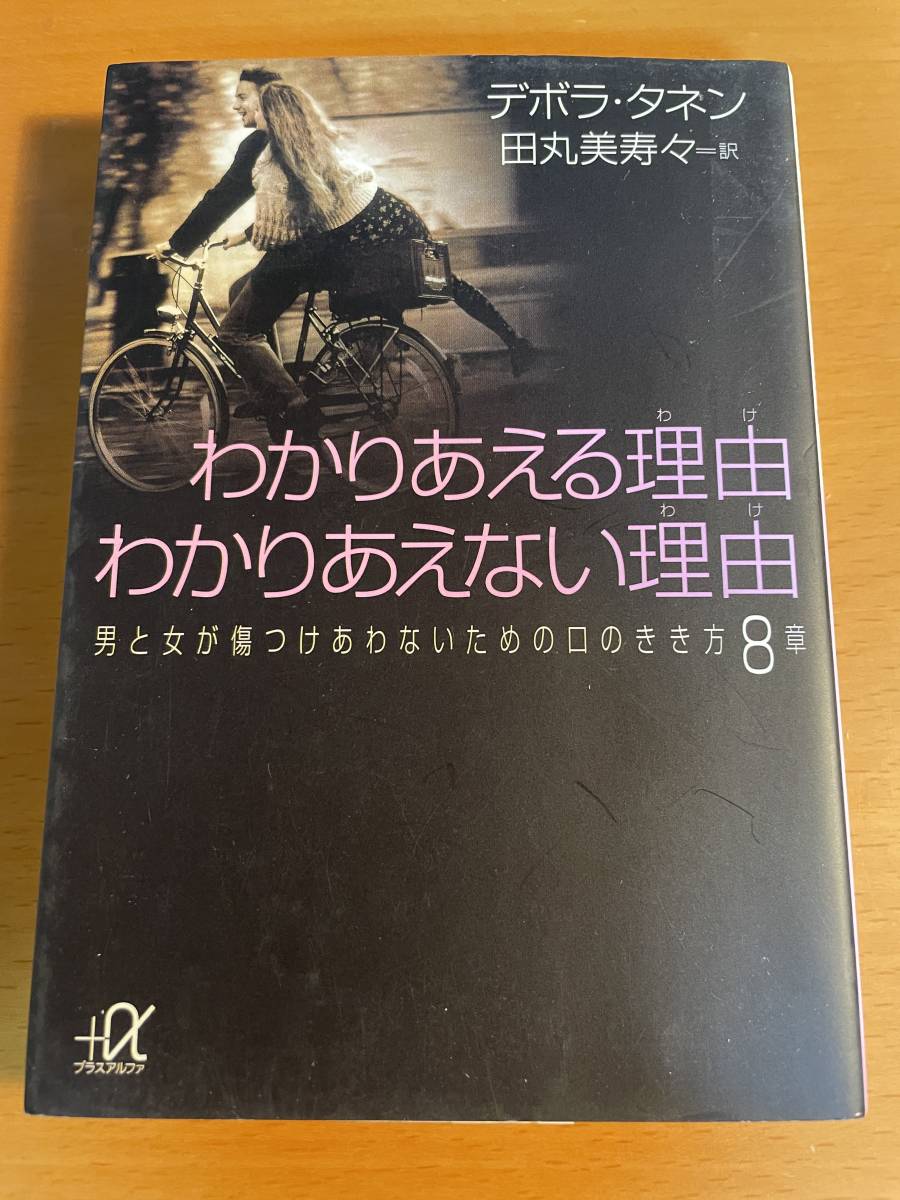 デボラ・タネン
田丸美寿々=訳
わけ
わかりあえる理由
わけ
わかりあえない理由
男と女が傷つけあわないための口のきき方8章
+α
プラスアルファ